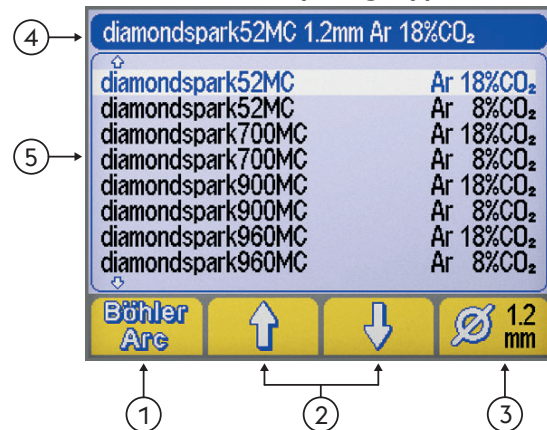 ④ diamondspark52MC 1.2mm Ar 18%CO₂
diamondspark52MC Ar 18%CO₂
diamondspark52MC Ar 8%CO₂
diamondspark700MC Ar 18%CO₂
⑤ diamondspark700MC Ar 8%CO₂
diamondspark900MC Ar 18%CO₂
diamondspark900MC Ar 8%CO₂
diamondspark960MC Ar 18%CO₂
diamondspark960MC Ar 8%CO₂
Böhler Ø 1.2
Arc mm
① ② ③